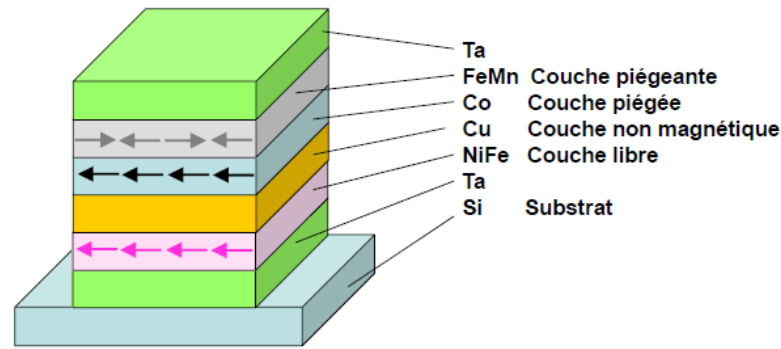 Ta
FeMn Couche piégeante
Co Couche piégée
Cu Couche non magnétique
NiFe Couche libre
Ta
Si Substrat